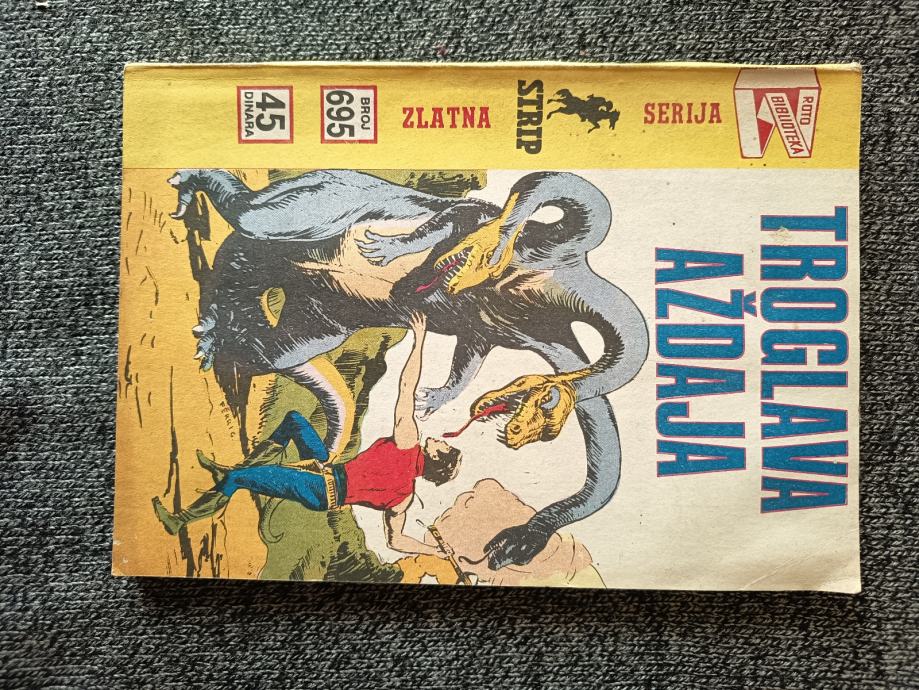 ROTO
BIBLIOTEKA
ZLATNA
STRIP
SERIJA
BROJ
695
45
DINARA
TROGLAVA
AŽDAJA